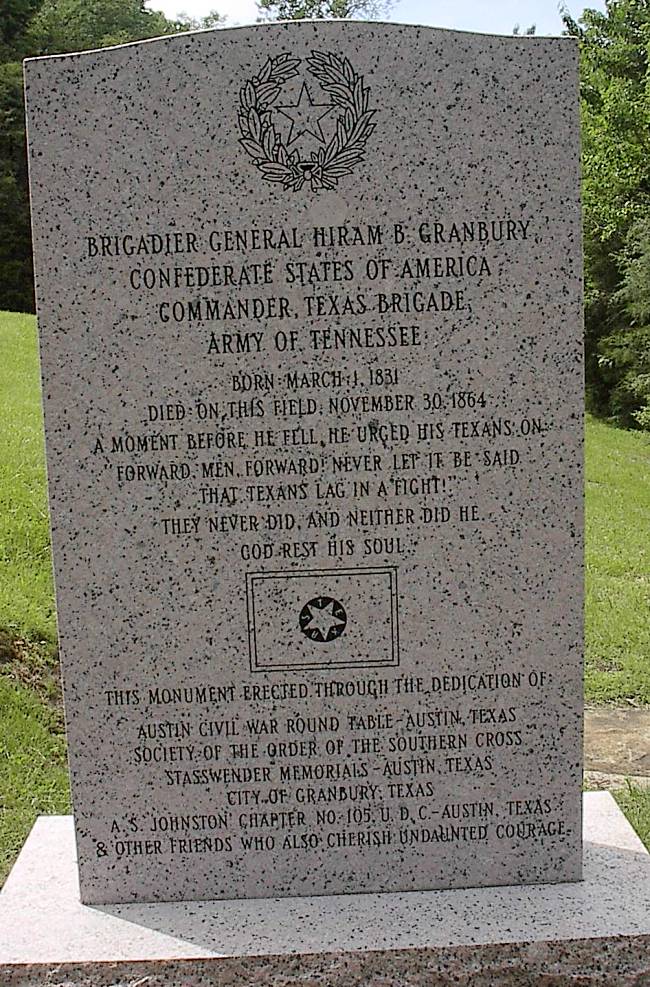 BRIGADIER GENERAL HIRAM B. GRANBURY
CONFEDERATE STATES OF AMERICA
COMMANDER, TEXAS BRIGADE
ARMY OF TENNESSEE
BORN: MARCH 1, 1831
DIED: ON THIS FIELD, NOVEMBER 30, 1864
A MOMENT BEFORE HE FELL, HE URGED HIS TEXANS ON:
"FORWARD, MEN, FORWARD! NEVER LET IT BE SAID
THAT TEXANS LAG IN A FIGHT!"
THEY NEVER DID, AND NEITHER DID HE.
GOD REST HIS SOUL.
TEXAS
THIS MONUMENT ERECTED THROUGH THE DEDICATION OF:
AUSTIN CIVIL WAR ROUND TABLE - AUSTIN, TEXAS
SOCIETY OF THE ORDER OF THE SOUTHERN CROSS
STASSWENDER MEMORIALS - AUSTIN, TEXAS
CITY OF GRANBURY, TEXAS
A. S. JOHNSTON CHAPTER NO. 105, U. D. C. - AUSTIN, TEXAS
& OTHER FRIENDS WHO ALSO CHERISH UNDAUNTED COURAGE